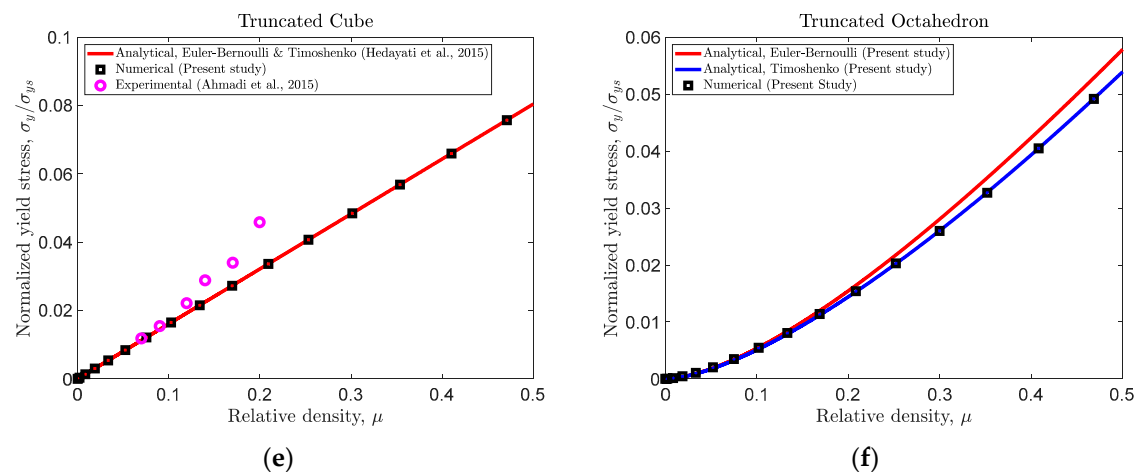 Truncated Cube
Analytical, Euler-Bernoulli & Timoshenko (Hedayati et al., 2015)
Numerical (Present study)
Experimental (Ahmadi et al., 2015)
Normalized yield stress, σy/σys
0.1
0.08
0.06
0.04
0.02
0
0 0.1 0.2 0.3 0.4 0.5
Relative density, μ
(e)
Truncated Octahedron
Analytical, Euler-Bernoulli (Present study)
Analytical, Timoshenko (Present study)
Numerical (Present Study)
Normalized yield stress, σy/σys
0.06
0.05
0.04
0.03
0.02
0.01
0
0 0.1 0.2 0.3 0.4 0.5
Relative density, μ
(f)